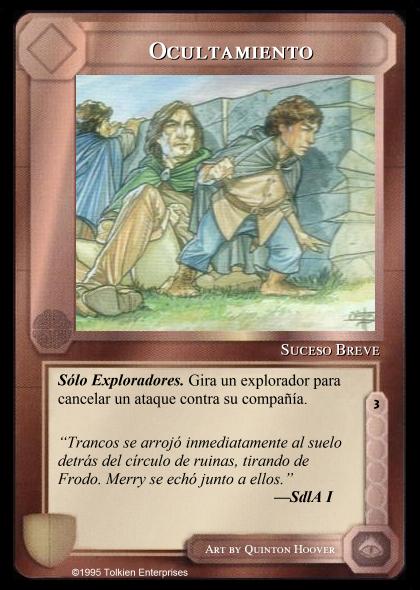 OCULTAMIENTO
SUCESO BREVE
Sólo Exploradores. Gira un explorador para
cancelar un ataque contra su compañía.
3
“Trancos se arrojó inmediatamente al suelo
detrás del círculo de ruinas, tirando de
Frodo. Merry se echó junto a ellos.”
—SdlA I
ART BY QUINTON HOOVER
©1995 Tolkien Enterprises